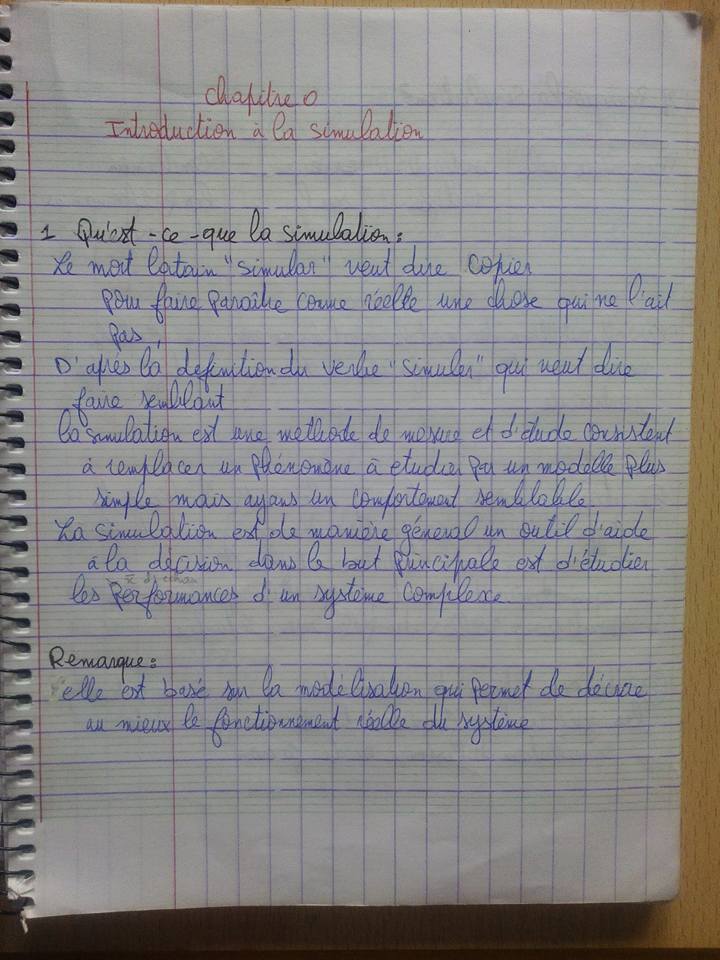 Chapitre 0
Introduction à la simulation
1 Qu'est-ce-que la simulation:
Le mort latain "simular" veut dire copier
pour faire paraître comme réelle une chose qui ne l'ait
pas,
D'après la definition du verbe "simuler" qui veut dire
faire semblant
la simulation est une méthode de mesure et d'étude consistent
à remplacer un phénomène à etudier par un modelle plus
simple mais ayans un comportement semblable
La simulation est de manière général un outil d'aide
à la décision dans le but principale est d'étudier
les performances d'un système complexe.
Remarque:
elle est basé sur la modélisation qui permet de décrire
au mieux le fonctionnement réelle du système